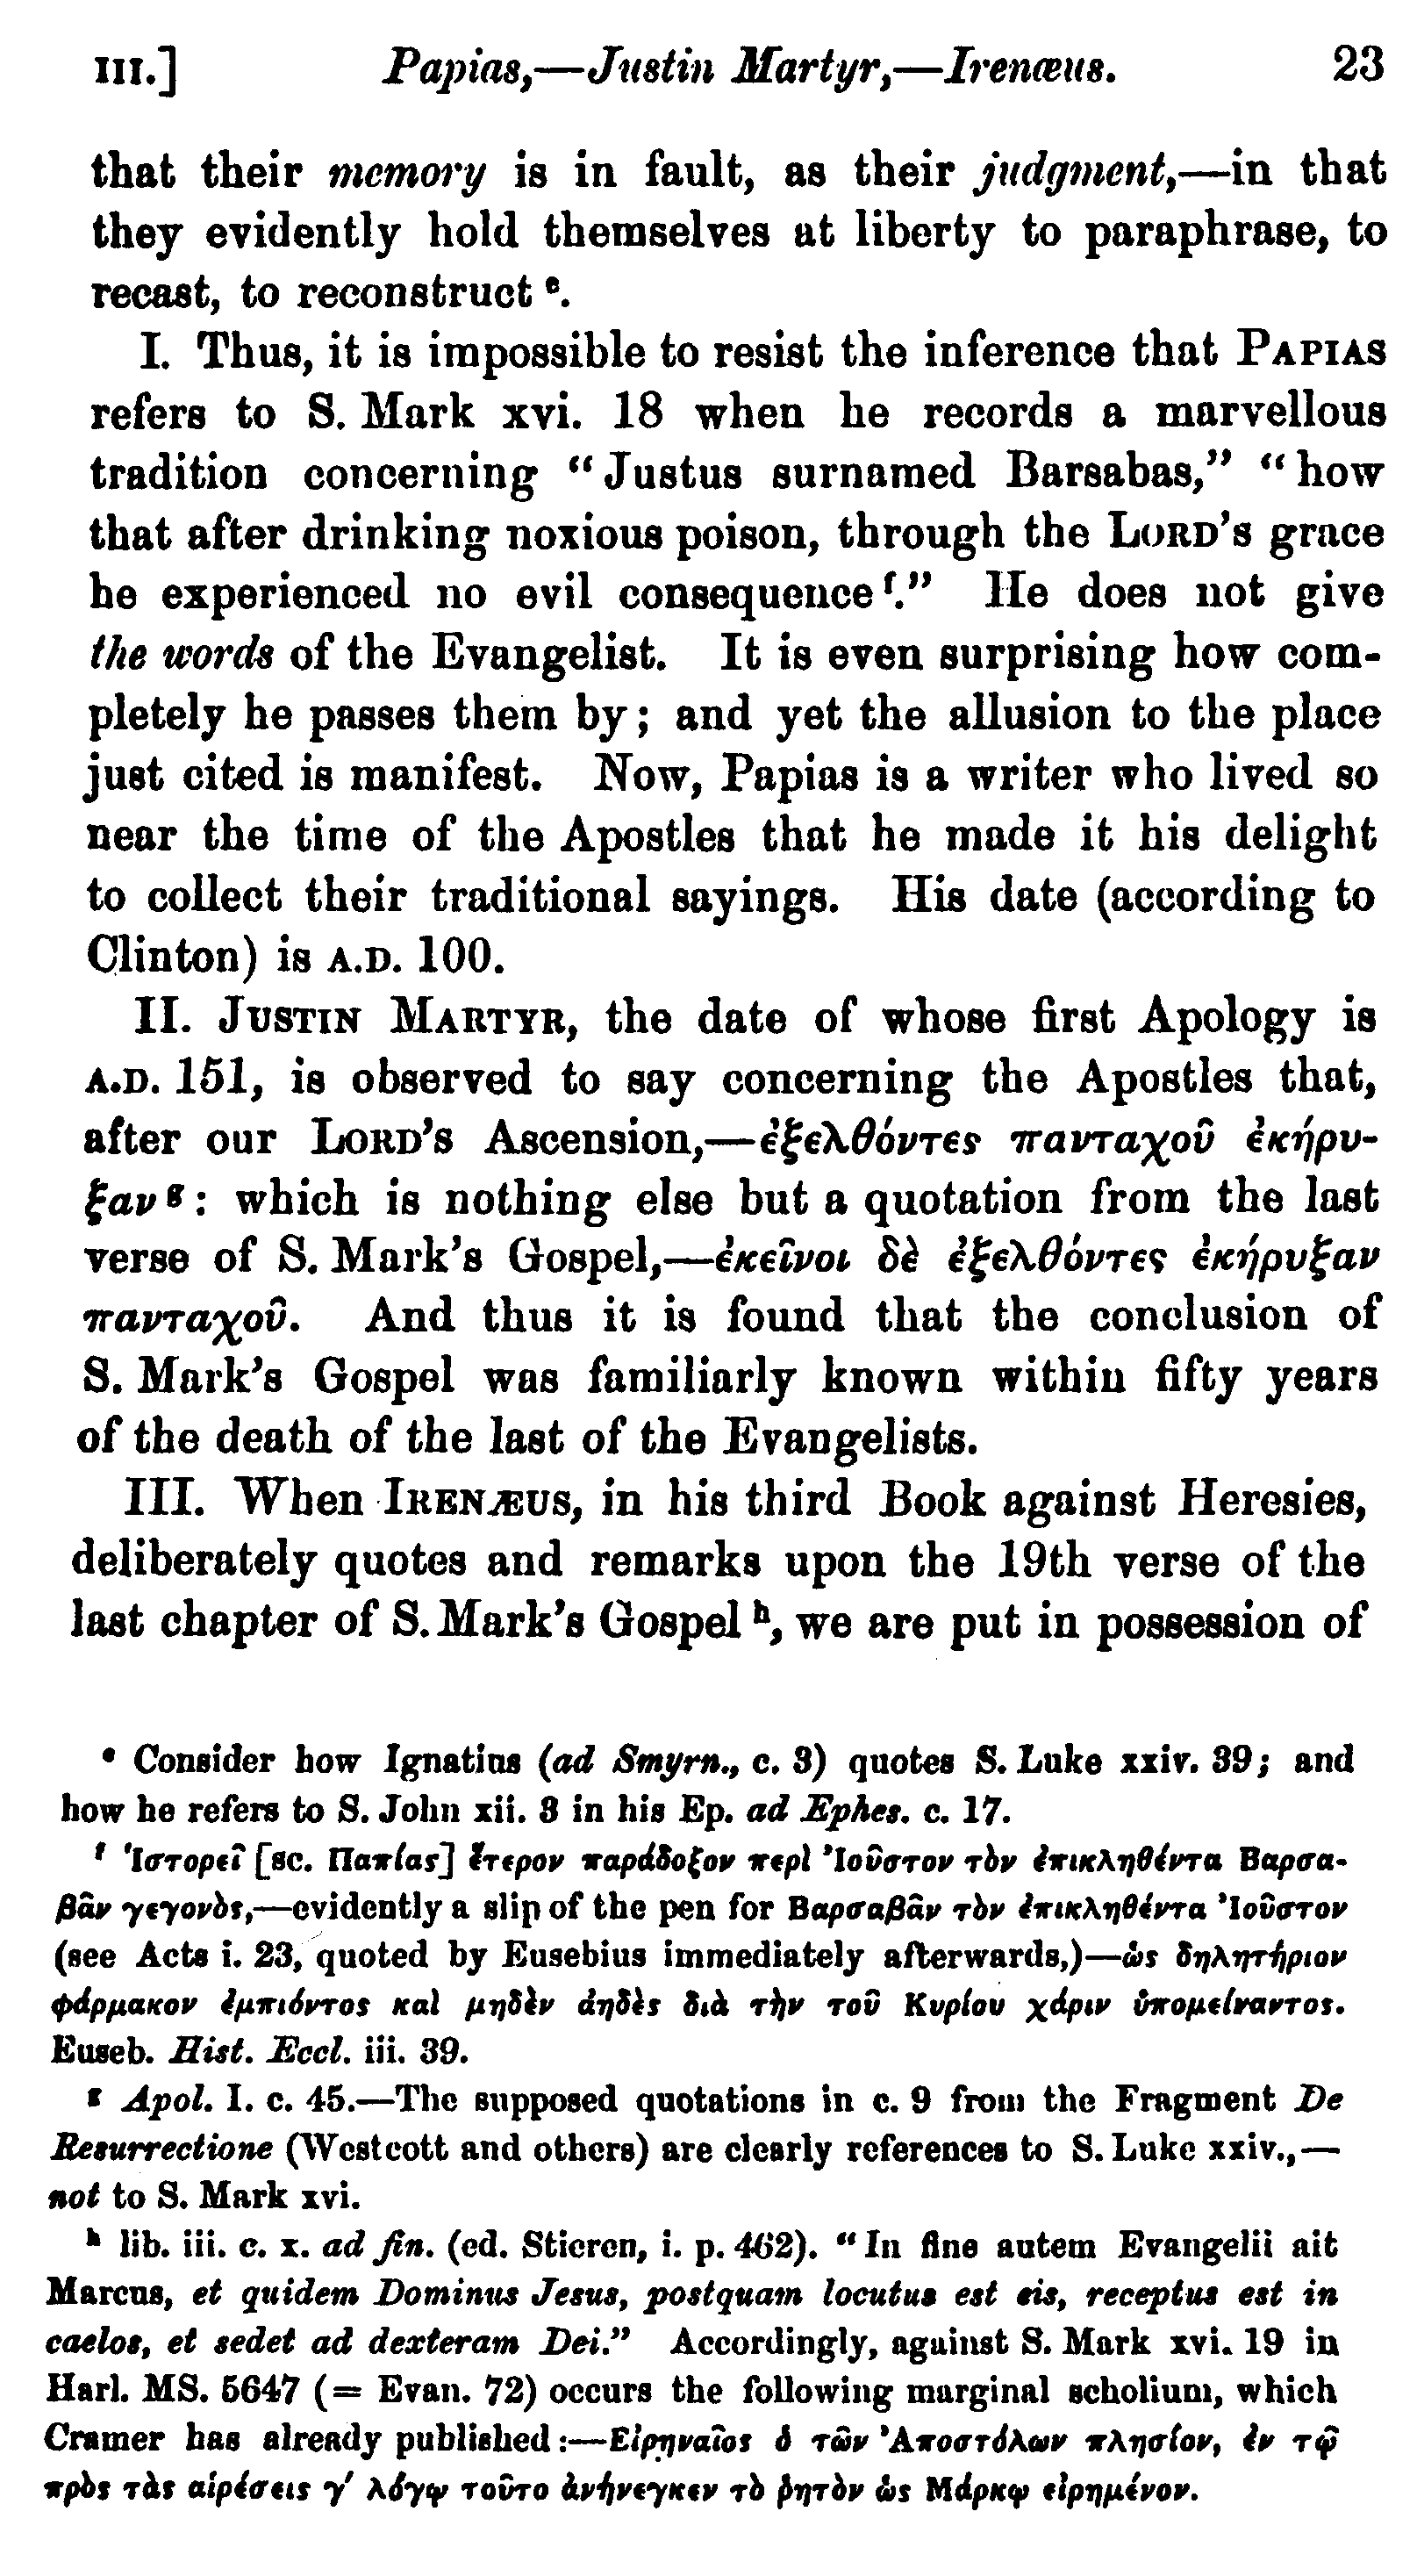 III.] Papias,—Justin Martyr,—Irenæus. 23
that their memory is in fault, as their judgment,—in that
they evidently hold themselves at liberty to paraphrase, to
recast, to reconstruct e.
I. Thus, it is impossible to resist the inference that PAPIAS
refers to S. Mark xvi. 18 when he records a marvellous
tradition concerning “Justus surnamed Barsabas,” “how
that after drinking noxious poison, through the LORD’S grace
he experienced no evil consequence f.” He does not give
the words of the Evangelist. It is even surprising how com-
pletely he passes them by; and yet the allusion to the place
just cited is manifest. Now, Papias is a writer who lived so
near the time of the Apostles that he made it his delight
to collect their traditional sayings. His date (according to
Clinton) is A.D. 100.
II. JUSTIN MARTYR, the date of whose first Apology is
A.D. 151, is observed to say concerning the Apostles that,
after our LORD’S Ascension,—ἐξελθόντες πανταχοῦ ἐκήρυ-
ξαν g: which is nothing else but a quotation from the last
verse of S. Mark’s Gospel,—ἐκεῖνοι δὲ ἐξελθόντες ἐκήρυξαν
πανταχοῦ. And thus it is found that the conclusion of
S. Mark’s Gospel was familiarly known within fifty years
of the death of the last of the Evangelists.
III. When IRENÆUS, in his third Book against Heresies,
deliberately quotes and remarks upon the 19th verse of the
last chapter of S. Mark’s Gospel h, we are put in possession of
e Consider how Ignatius (ad Smyrn., c. 3) quotes S. Luke xxiv. 39; and
how he refers to S. John xii. 3 in his Ep. ad Ephes. c. 17.
f Ἱστορεῖ [sc. Παπίας] ἕτερον παράδοξον περὶ Ἰοῦστον τὸν ἐπικληθέντα Βαρσα-
βᾶν γεγονὸς,—evidently a slip of the pen for Βαρσαβᾶν τὸν ἐπικληθέντα Ἰοῦστον
(see Acts i. 23, quoted by Eusebius immediately afterwards,)—ὡς δηλητήριον
φάρμακον ἐμπιόντος καὶ μηδὲν ἀηδὲς διὰ τὴν τοῦ Κυρίου χάριν ὑπομείναντος.
Euseb. Hist. Eccl. iii. 39.
g Apol. I. c. 45.—The supposed quotations in c. 9 from the Fragment De
Resurrectione (Westcott and others) are clearly references to S. Luke xxiv.,—
not to S. Mark xvi.
h lib. iii. c. x. ad fin. (ed. Stieren, i. p. 462). “In fine autem Evangelii ait
Marcus, et quidem Dominus Jesus, postquam locutus est eis, receptus est in
caelos, et sedet ad dexteram Dei.” Accordingly, against S. Mark xvi. 19 in
Harl. MS. 5647 (= Evan. 72) occurs the following marginal scholium, which
Cramer has already published:—Εἰρηναῖος ὁ τῶν Ἀποστόλων πλησίον, ἐν τῷ
πρὸς τὰς αἱρέσεις γʹ λόγῳ τοῦτο ἀνήνεγκεν τὸ ῥητὸν ὡς Μάρκῳ εἰρημένον.